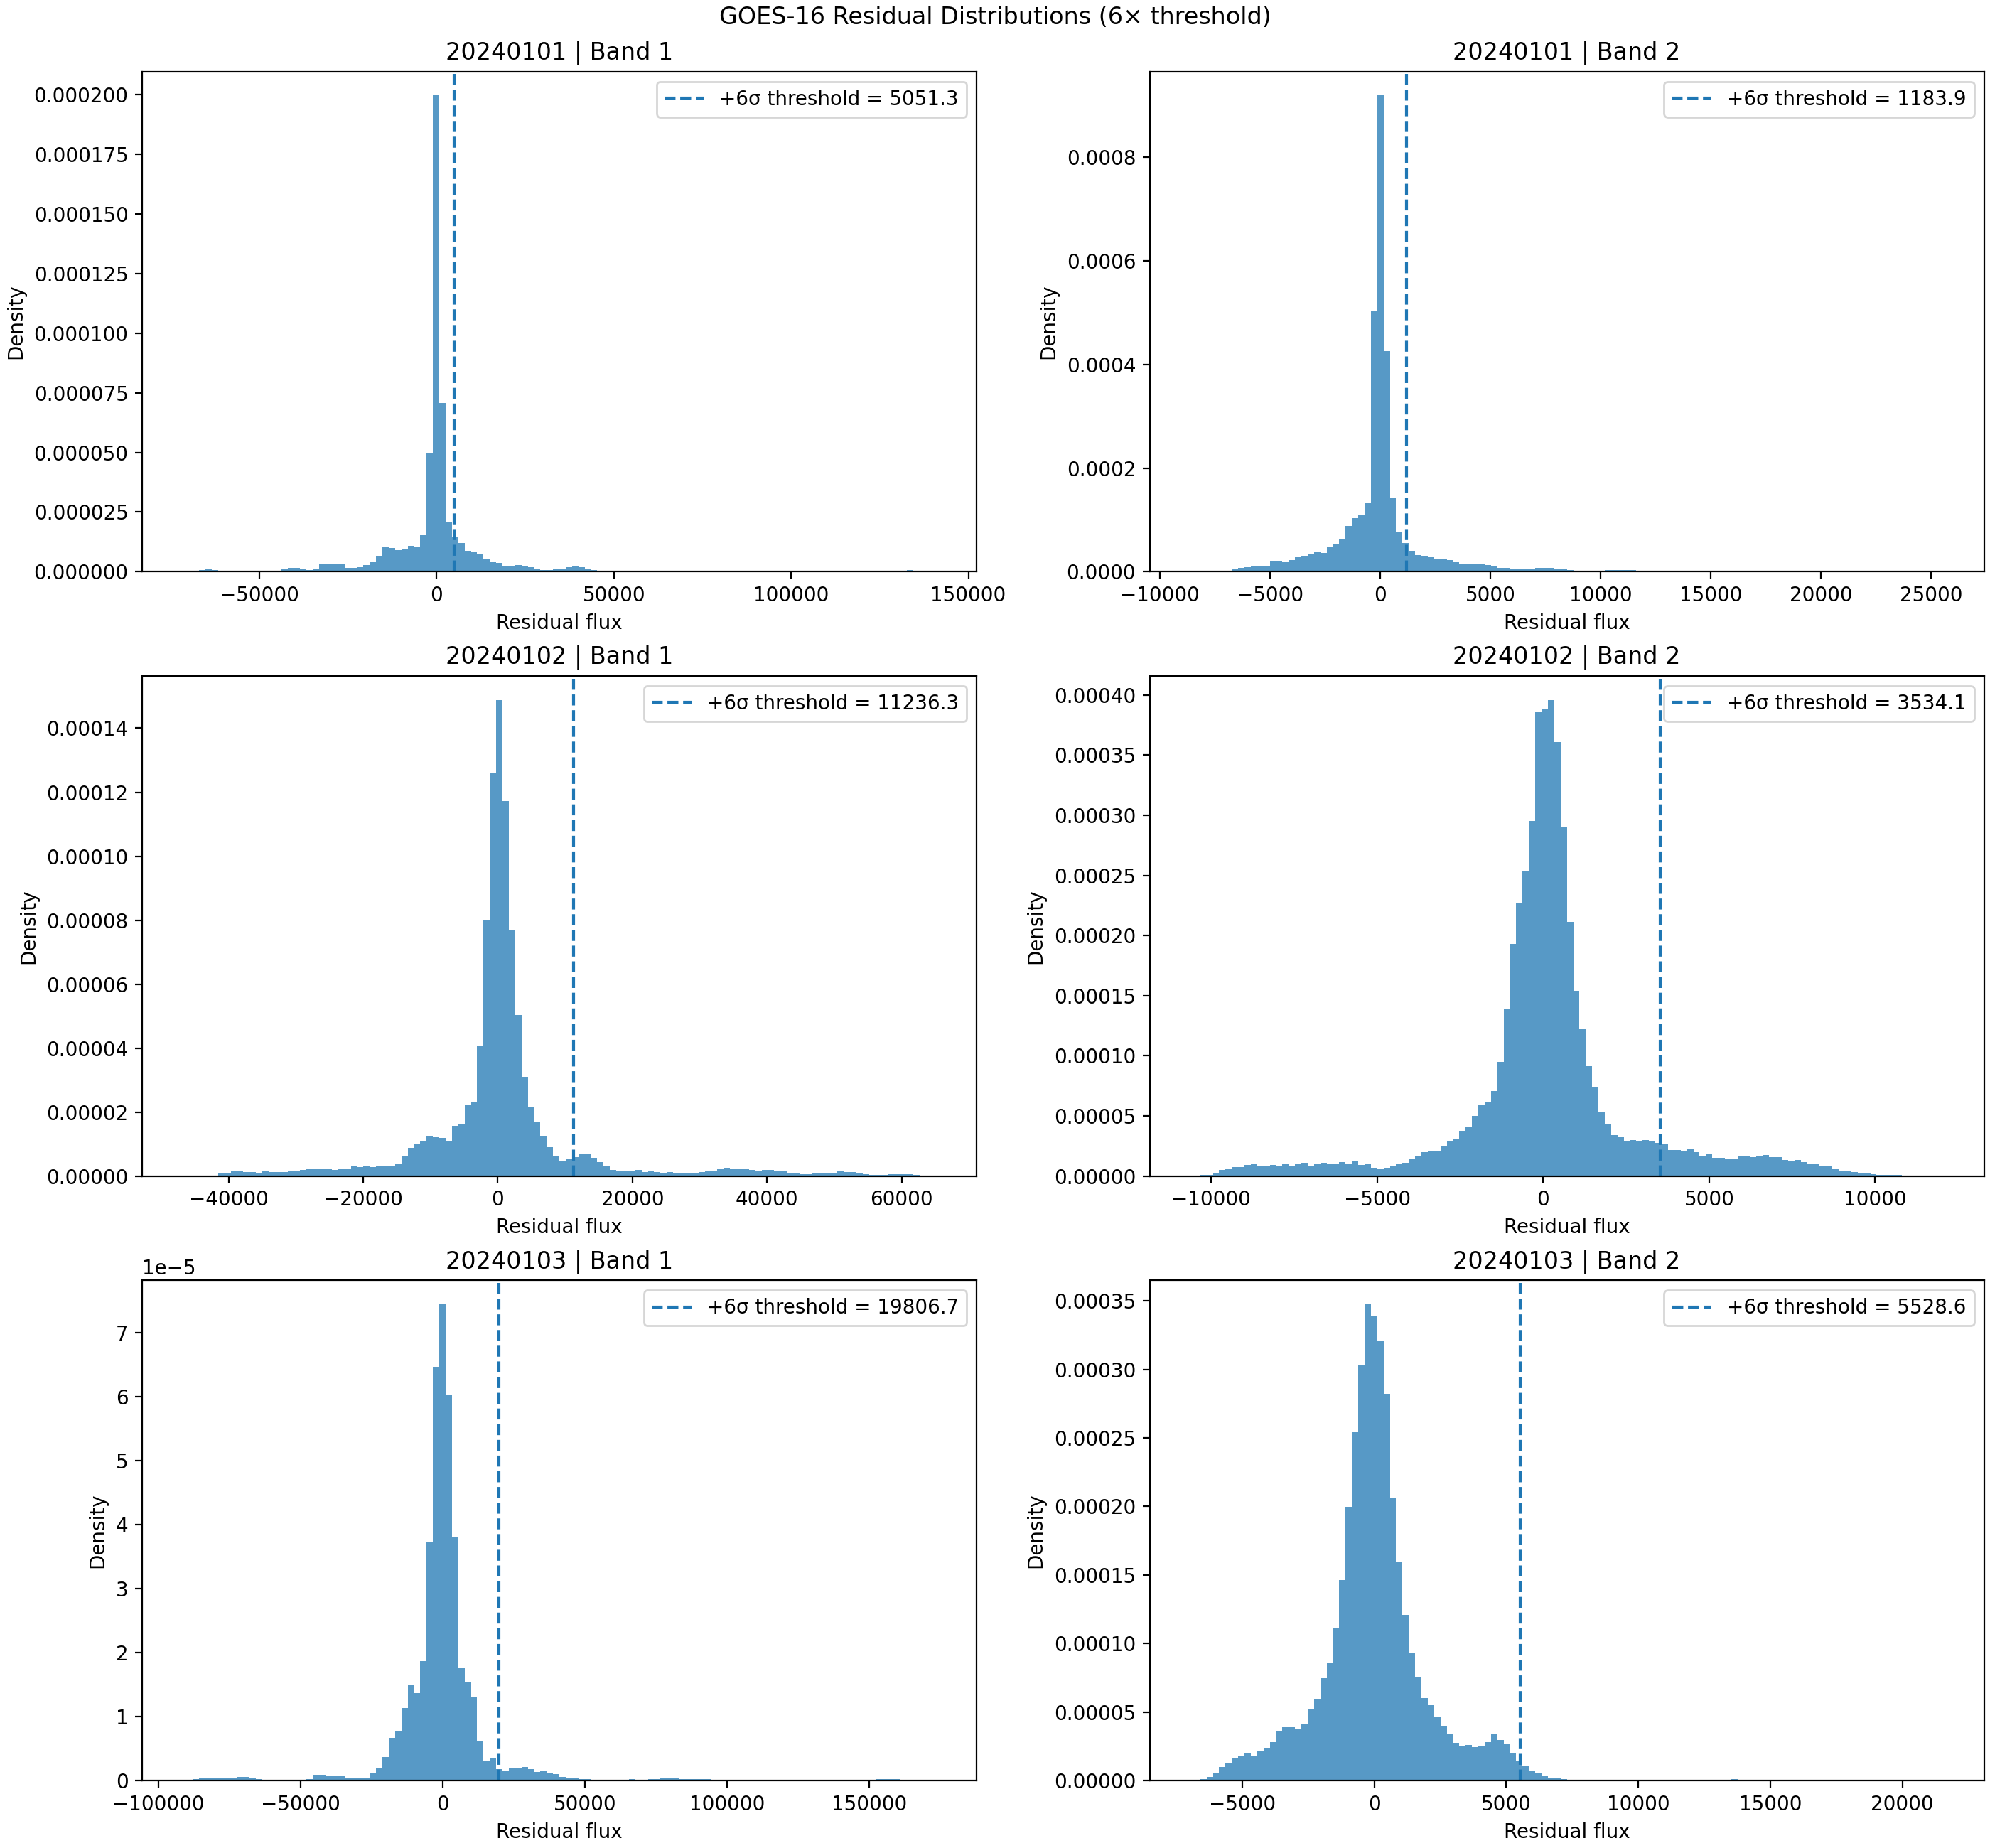 GOES-16 Residual Distributions (6× threshold)
20240101 | Band 1
Density
0.000200
0.000175
0.000150
0.000125
0.000100
0.000075
0.000050
0.000025
0.000000
+6σ threshold = 5051.3
−50000 0 50000 100000 150000
Residual flux
20240101 | Band 2
Density
0.0008
0.0006
0.0004
0.0002
0.0000
+6σ threshold = 1183.9
−10000 −5000 0 5000 10000 15000 20000 25000
Residual flux
20240102 | Band 1
Density
0.00014
0.00012
0.00010
0.00008
0.00006
0.00004
0.00002
0.00000
+6σ threshold = 11236.3
−40000 −20000 0 20000 40000 60000
Residual flux
20240102 | Band 2
Density
0.00040
0.00035
0.00030
0.00025
0.00020
0.00015
0.00010
0.00005
0.00000
+6σ threshold = 3534.1
−10000 −5000 0 5000 10000
Residual flux
20240103 | Band 1
1e−5
Density
7
6
5
4
3
2
1
0
+6σ threshold = 19806.7
−100000 −50000 0 50000 100000 150000
Residual flux
20240103 | Band 2
Density
0.00035
0.00030
0.00025
0.00020
0.00015
0.00010
0.00005
0.00000
+6σ threshold = 5528.6
−5000 0 5000 10000 15000 20000
Residual flux